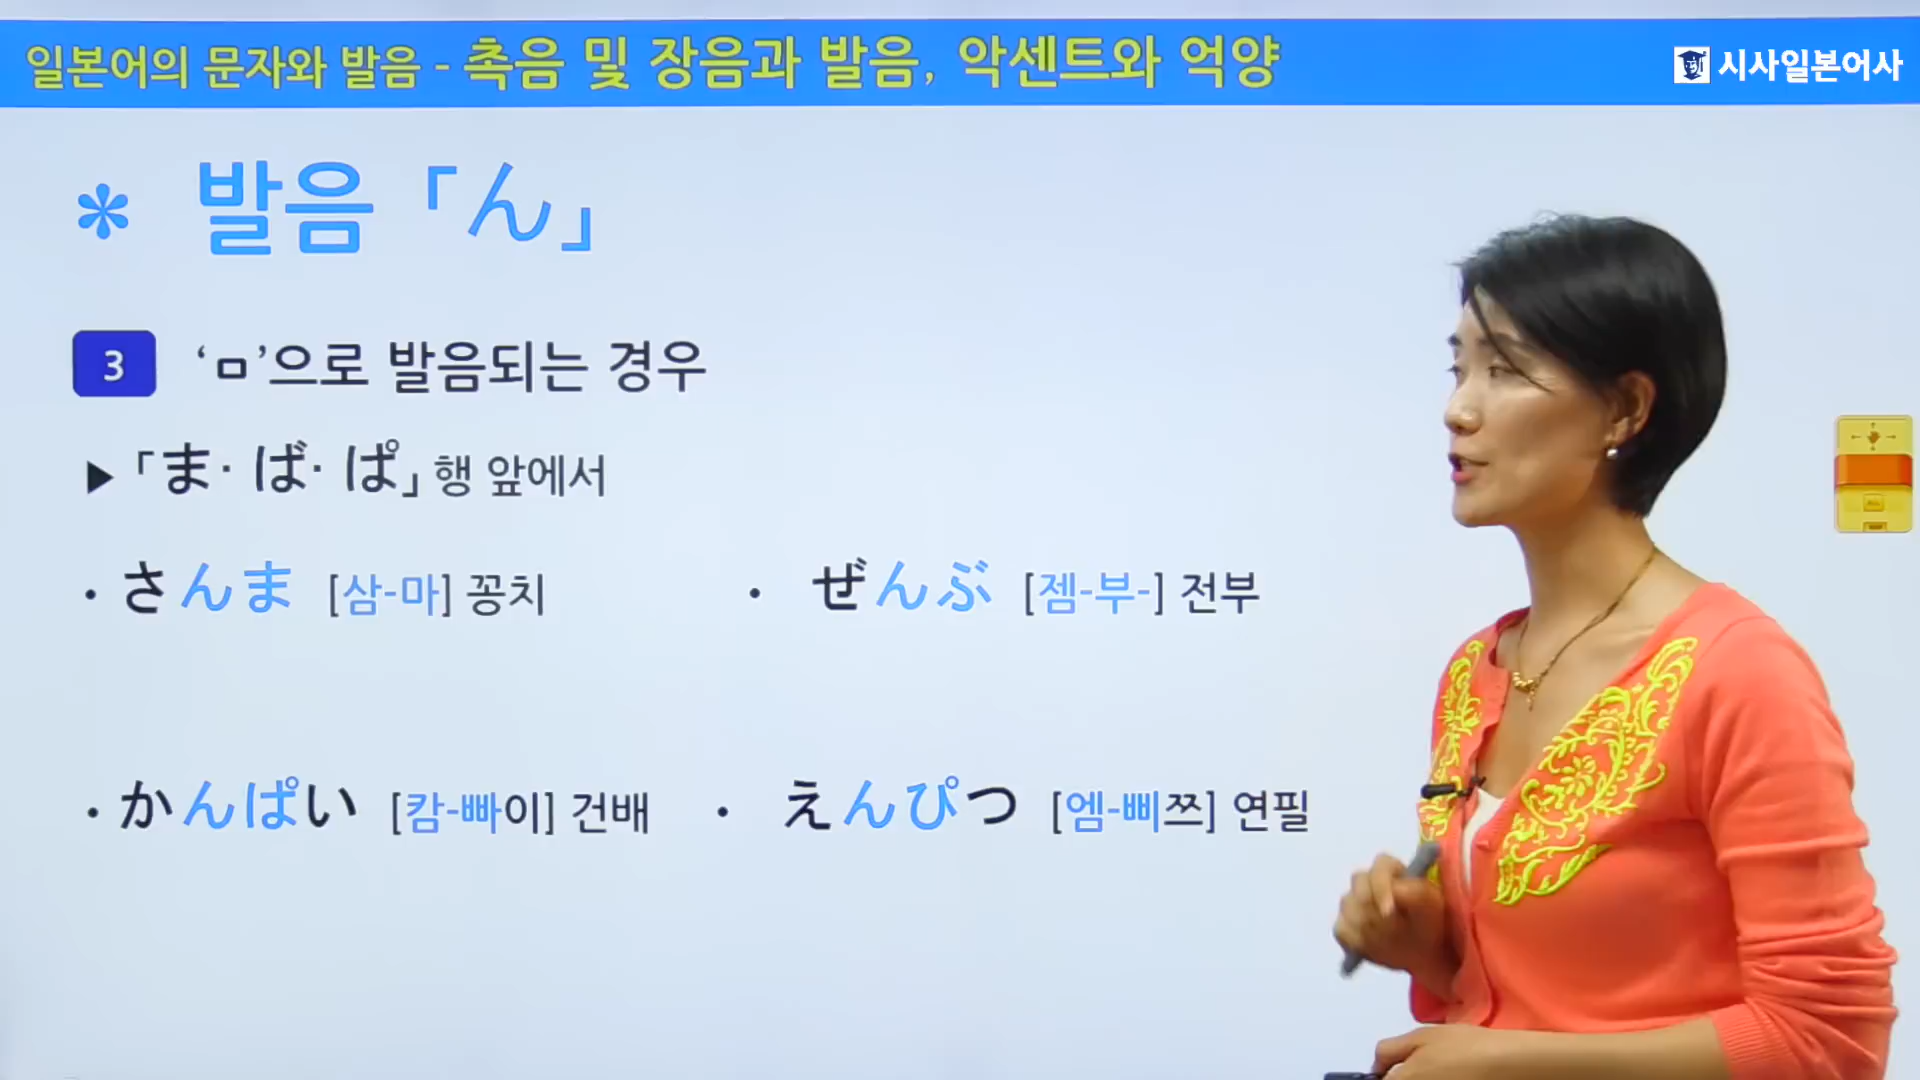 일본어의 문자와 발음 - 촉음 및 장음과 발음, 악센트와 억양
시사일본어사
* 발음 「ん」
3 ‘ㅁ’으로 발음되는 경우
▶ 「ま· ば· ぱ」 행 앞에서
• さんま [삼-마] 꽁치
• ぜんぶ [젬-부-] 전부
• かんぱい [캄-빠이] 건배
• えんぴつ [엠-삐쯔] 연필